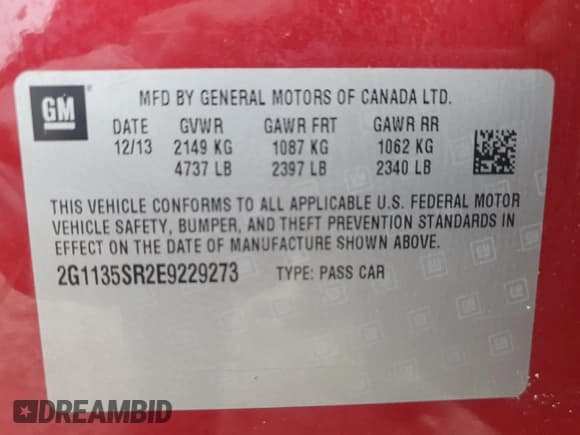 GM
MFD BY GENERAL MOTORS OF CANADA LTD.
DATE GVWR GAWR FRT GAWR RR
12/13 2149 KG 1087 KG 1062 KG
4737 LB 2397 LB 2340 LB
THIS VEHICLE CONFORMS TO ALL APPLICABLE U.S. FEDERAL MOTOR
VEHICLE SAFETY, BUMPER, AND THEFT PREVENTION STANDARDS IN
EFFECT ON THE DATE OF MANUFACTURE SHOWN ABOVE.
2G1135SR2E9229273 TYPE: PASS CAR
DREAMBID